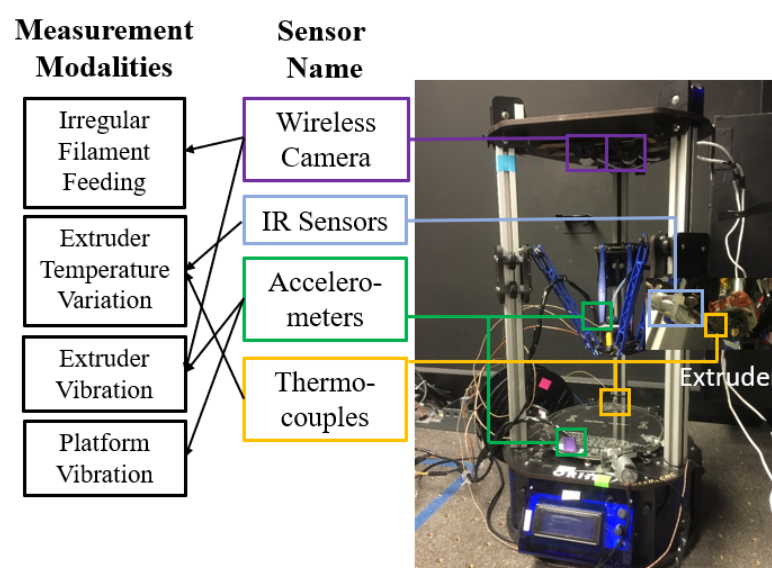 Measurement
Modalities
Sensor
Name
Irregular
Filament
Feeding
Extruder
Temperature
Variation
Extruder
Vibration
Platform
Vibration
Wireless
Camera
IR Sensors
Accelero-
meters
Thermo-
couples
Extruder